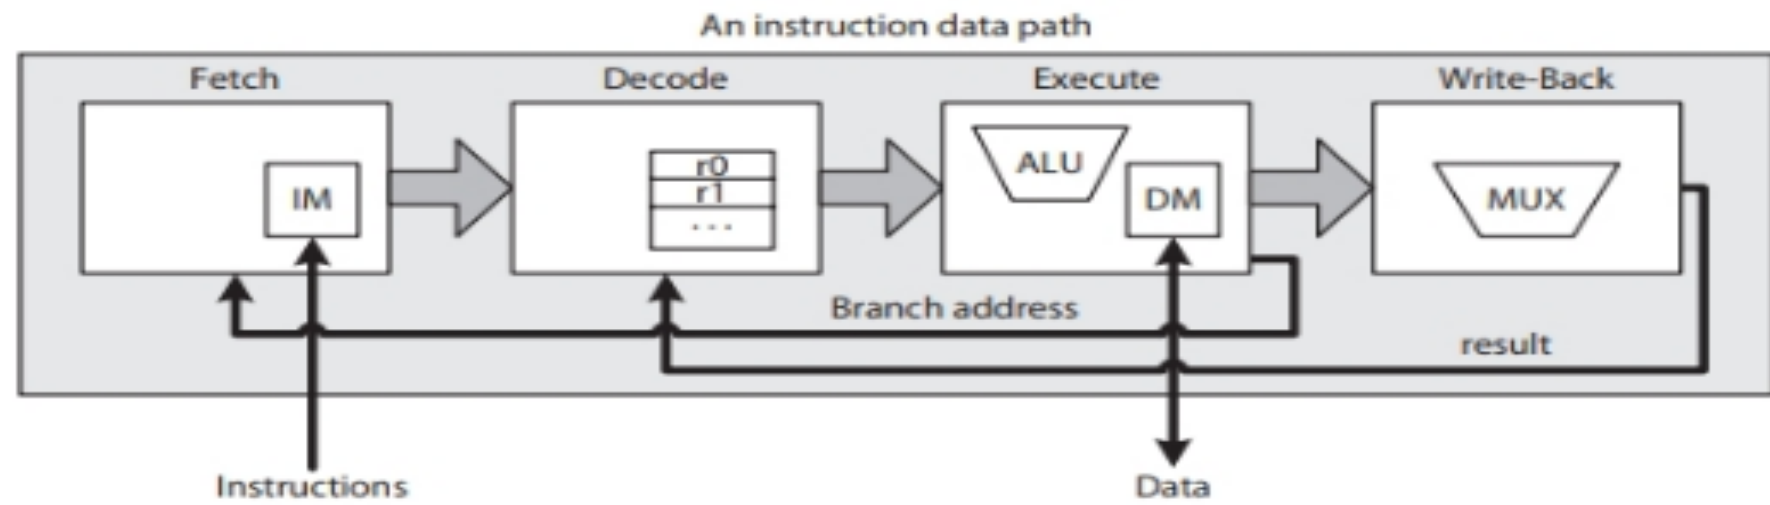 An instruction data path
Fetch
Decode
Execute
Write-Back
IM
r0
r1
...
ALU
DM
MUX
Branch address
result
Instructions
Data